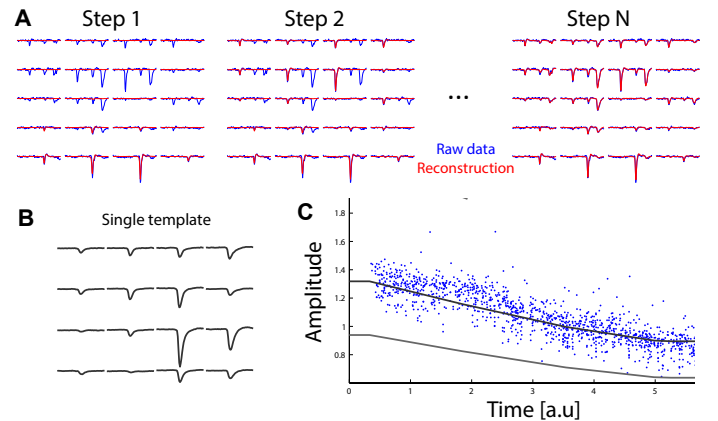 A
Step 1
Step 2
Step N
...
Raw data
Reconstruction
B
Single template
C
1.8
1.6
1.4
1.2
1
0.8
Amplitude
0
1
2
3
4
5
Time [a.u]